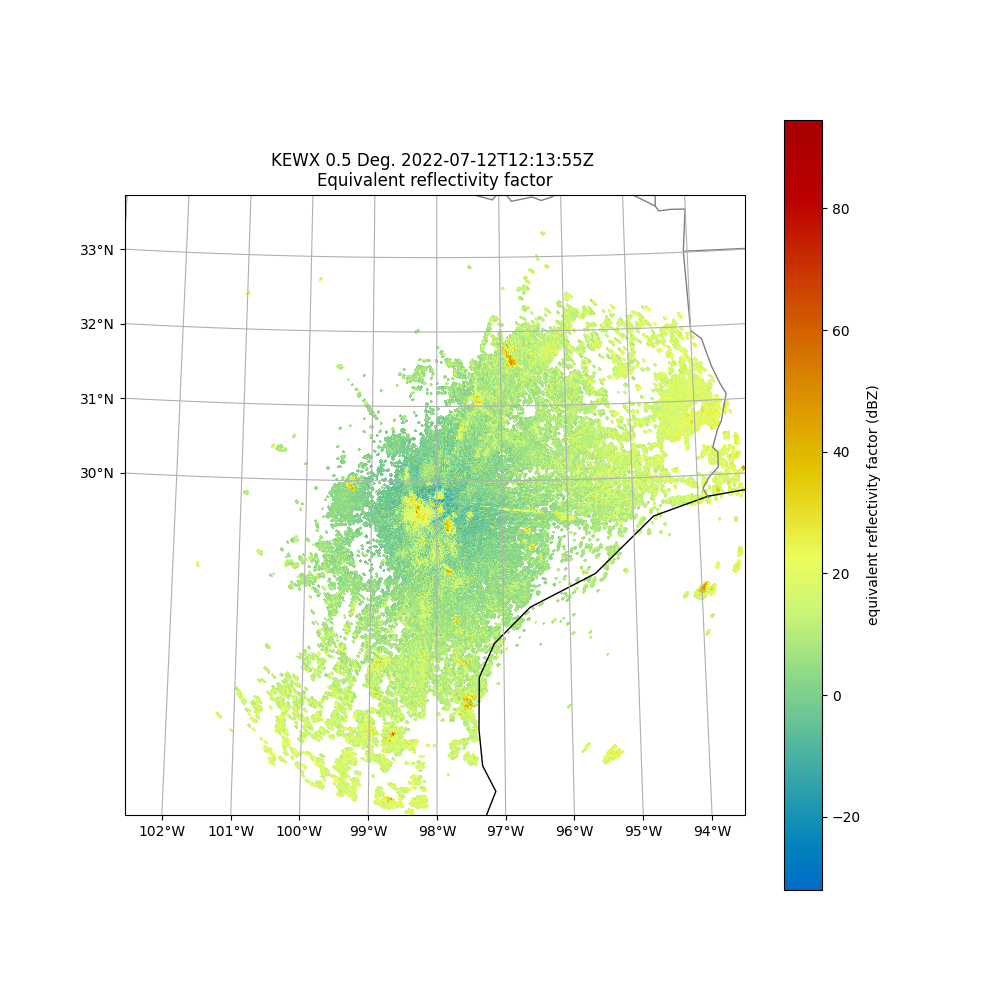 KEWX 0.5 Deg. 2022-07-12T12:13:55Z
Equivalent reflectivity factor
33°N
32°N
31°N
30°N
102°W 101°W 100°W 99°W 98°W 97°W 96°W 95°W 94°W
80
60
40
20
0
−20
equivalent reflectivity factor (dBZ)